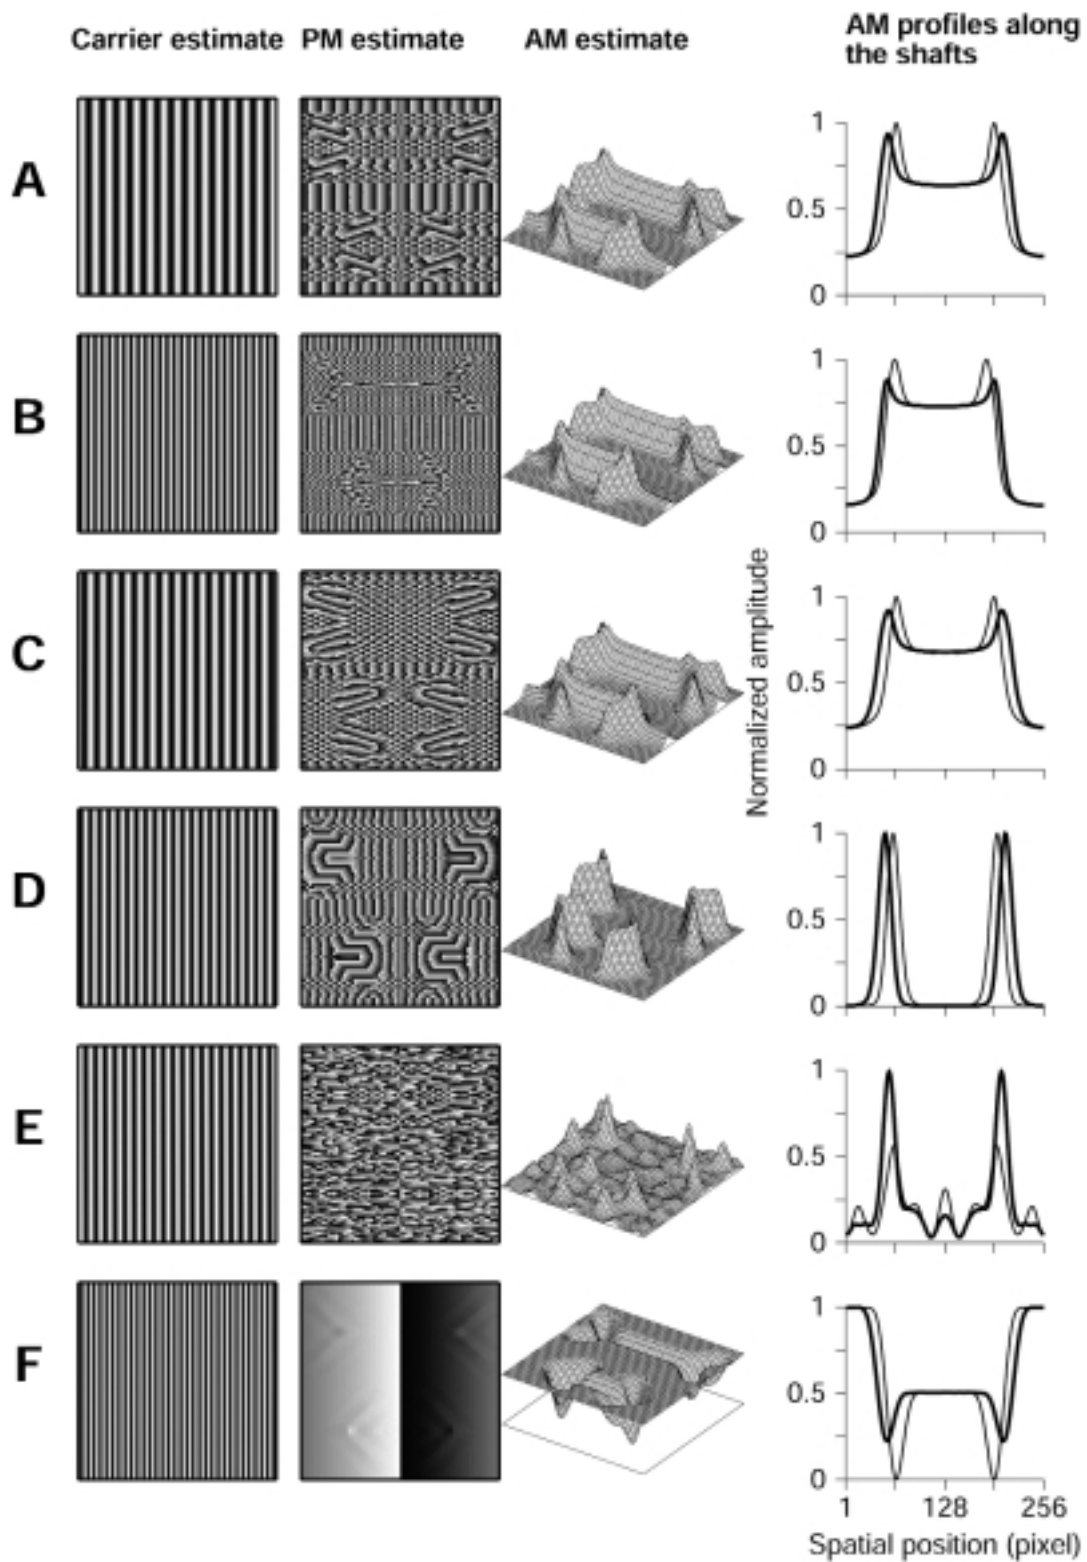 Carrier estimate PM estimate AM estimate AM profiles along
the shafts
A
1
0.5
0
B
1
0.5
0
C
1
0.5
0
Normalized amplitude
D
1
0.5
0
E
1
0.5
0
F
1
0.5
0
1 128 256
Spatial position (pixel)